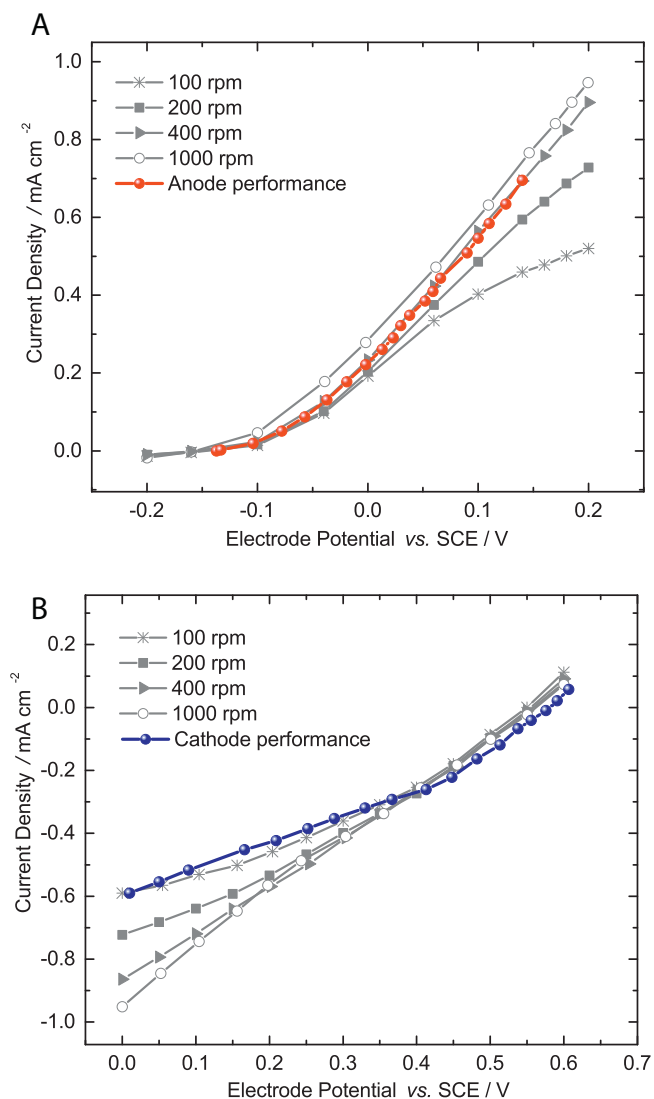 A
1.0
0.8
0.6
0.4
0.2
0.0
Current Density / mA cm⁻²
100 rpm
200 rpm
400 rpm
1000 rpm
Anode performance
-0.2 -0.1 0.0 0.1 0.2
Electrode Potential vs. SCE / V
B
0.2
0.0
-0.2
-0.4
-0.6
-0.8
-1.0
Current Density / mA cm⁻²
100 rpm
200 rpm
400 rpm
1000 rpm
Cathode performance
0.0 0.1 0.2 0.3 0.4 0.5 0.6 0.7
Electrode Potential vs. SCE / V